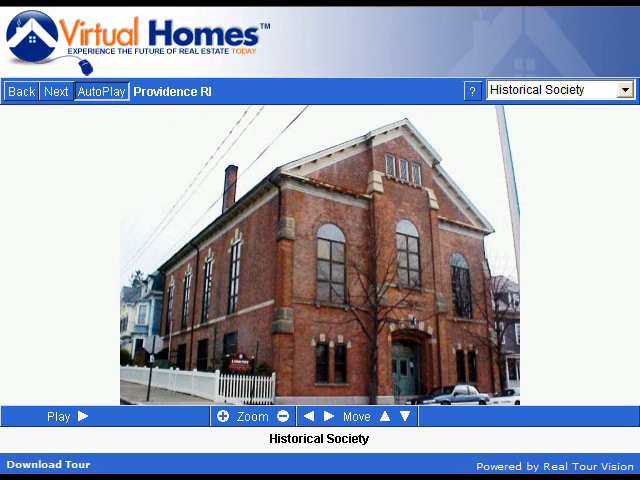 Virtual Homes™
EXPERIENCE THE FUTURE OF REAL ESTATE TODAY
Back Next AutoPlay Providence RI ? Historical Society
Play Zoom Move
Historical Society
Download Tour Powered by Real Tour Vision